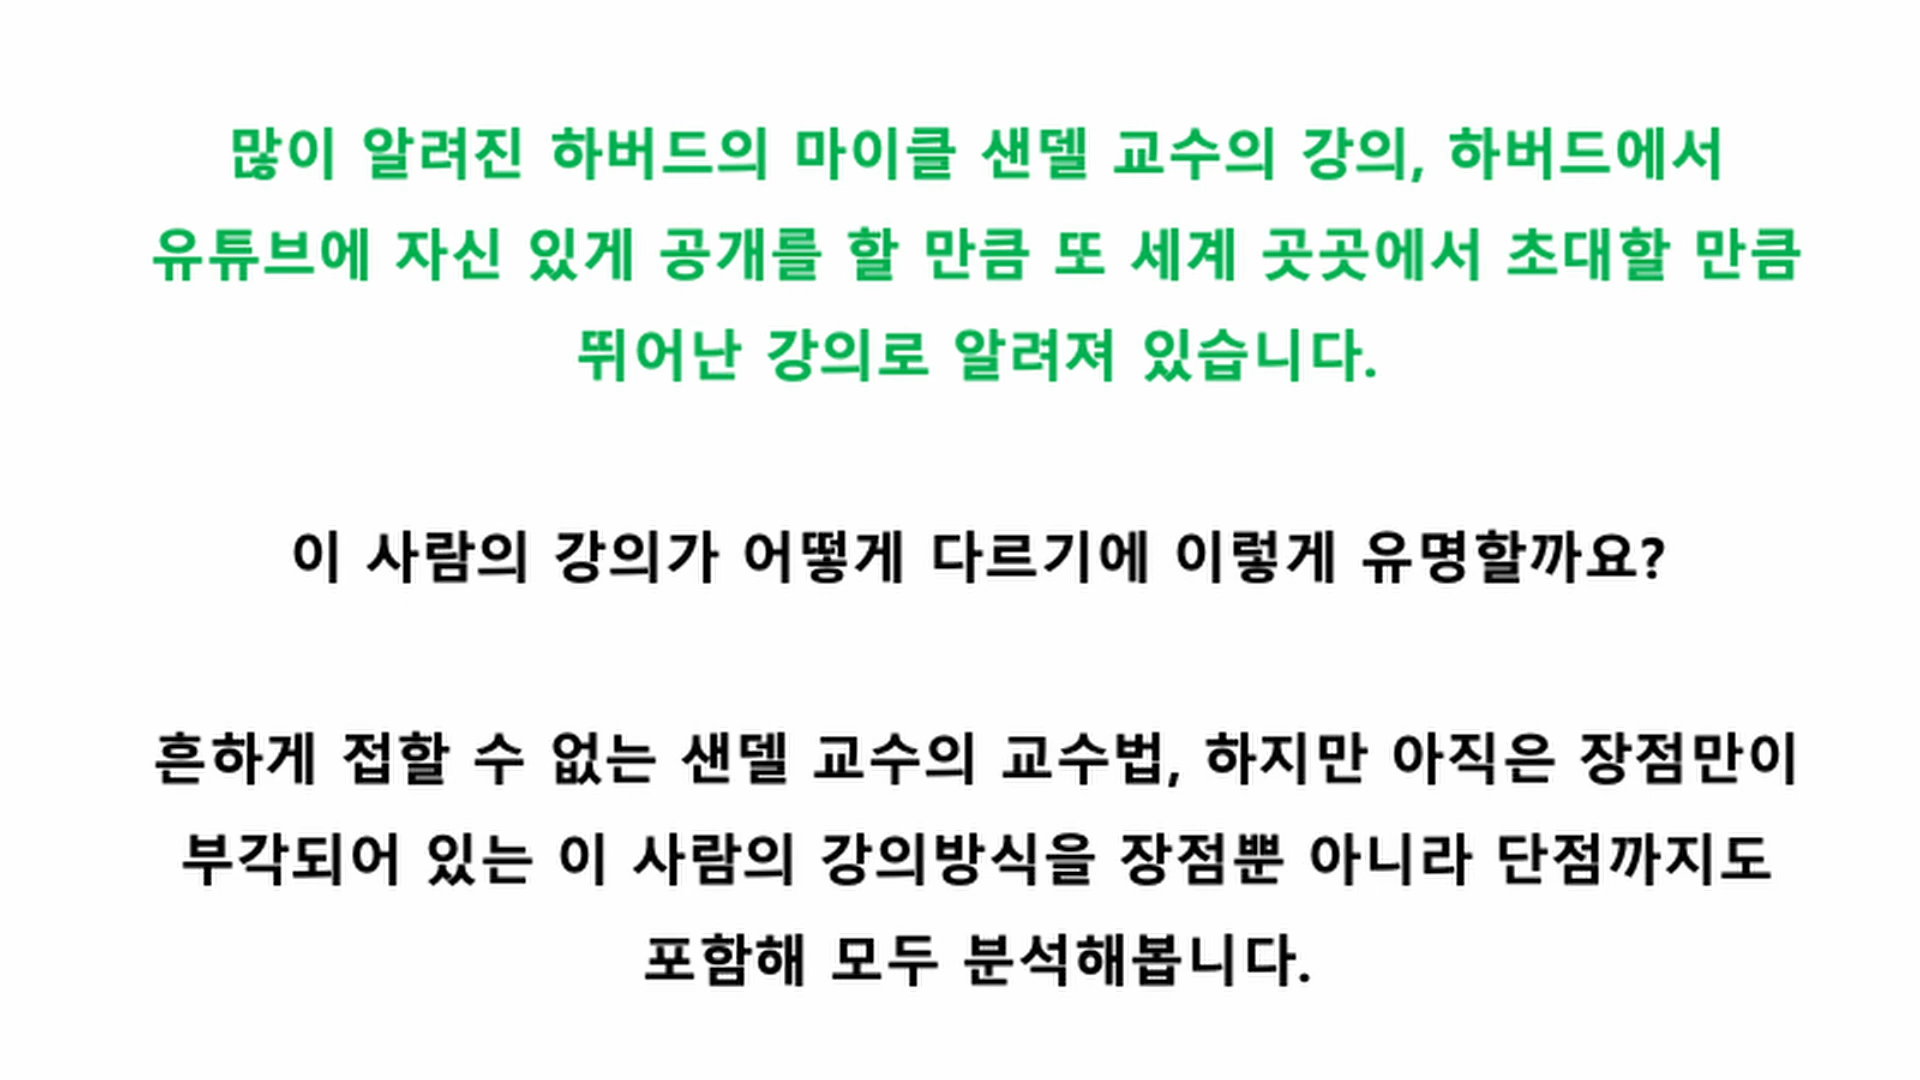 많이 알려진 하버드의 마이클 샌델 교수의 강의, 하버드에서
유튜브에 자신 있게 공개를 할 만큼 또 세계 곳곳에서 초대할 만큼
뛰어난 강의로 알려져 있습니다.
이 사람의 강의가 어떻게 다르기에 이렇게 유명할까요?
흔하게 접할 수 없는 샌델 교수의 교수법, 하지만 아직은 장점만이
부각되어 있는 이 사람의 강의방식을 장점뿐 아니라 단점까지도
포함해 모두 분석해봅니다.